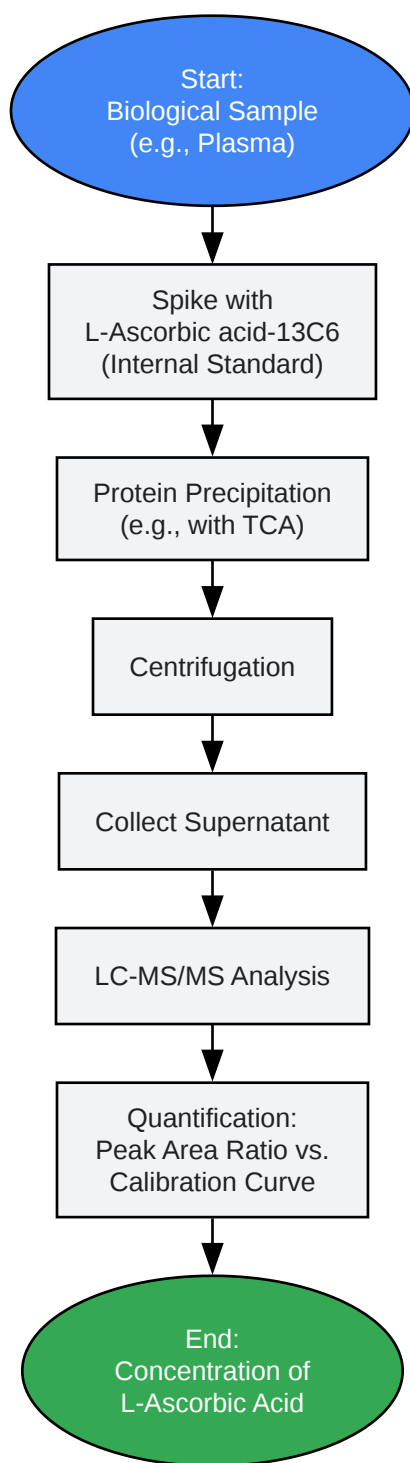 Start:
Biological Sample
(e.g., Plasma)
Spike with
L-Ascorbic acid-13C6
(Internal Standard)
Protein Precipitation
(e.g., with TCA)
Centrifugation
Collect Supernatant
LC-MS/MS Analysis
Quantification:
Peak Area Ratio vs.
Calibration Curve
End:
Concentration of
L-Ascorbic Acid